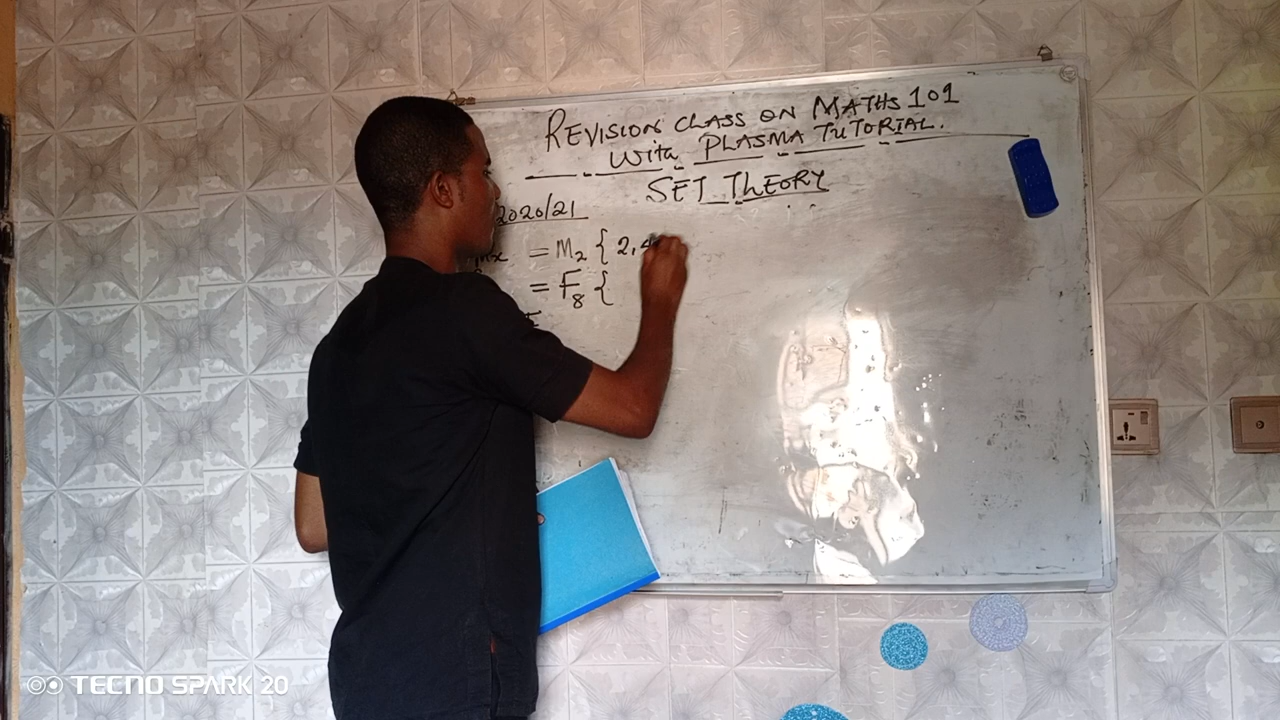 REVISION CLASS ON MATHS 101
With PLASMA TUTORIAL.
SET THEORY
2020/21
= M2 { 2, 4
= F8 {
TECNO SPARK 20